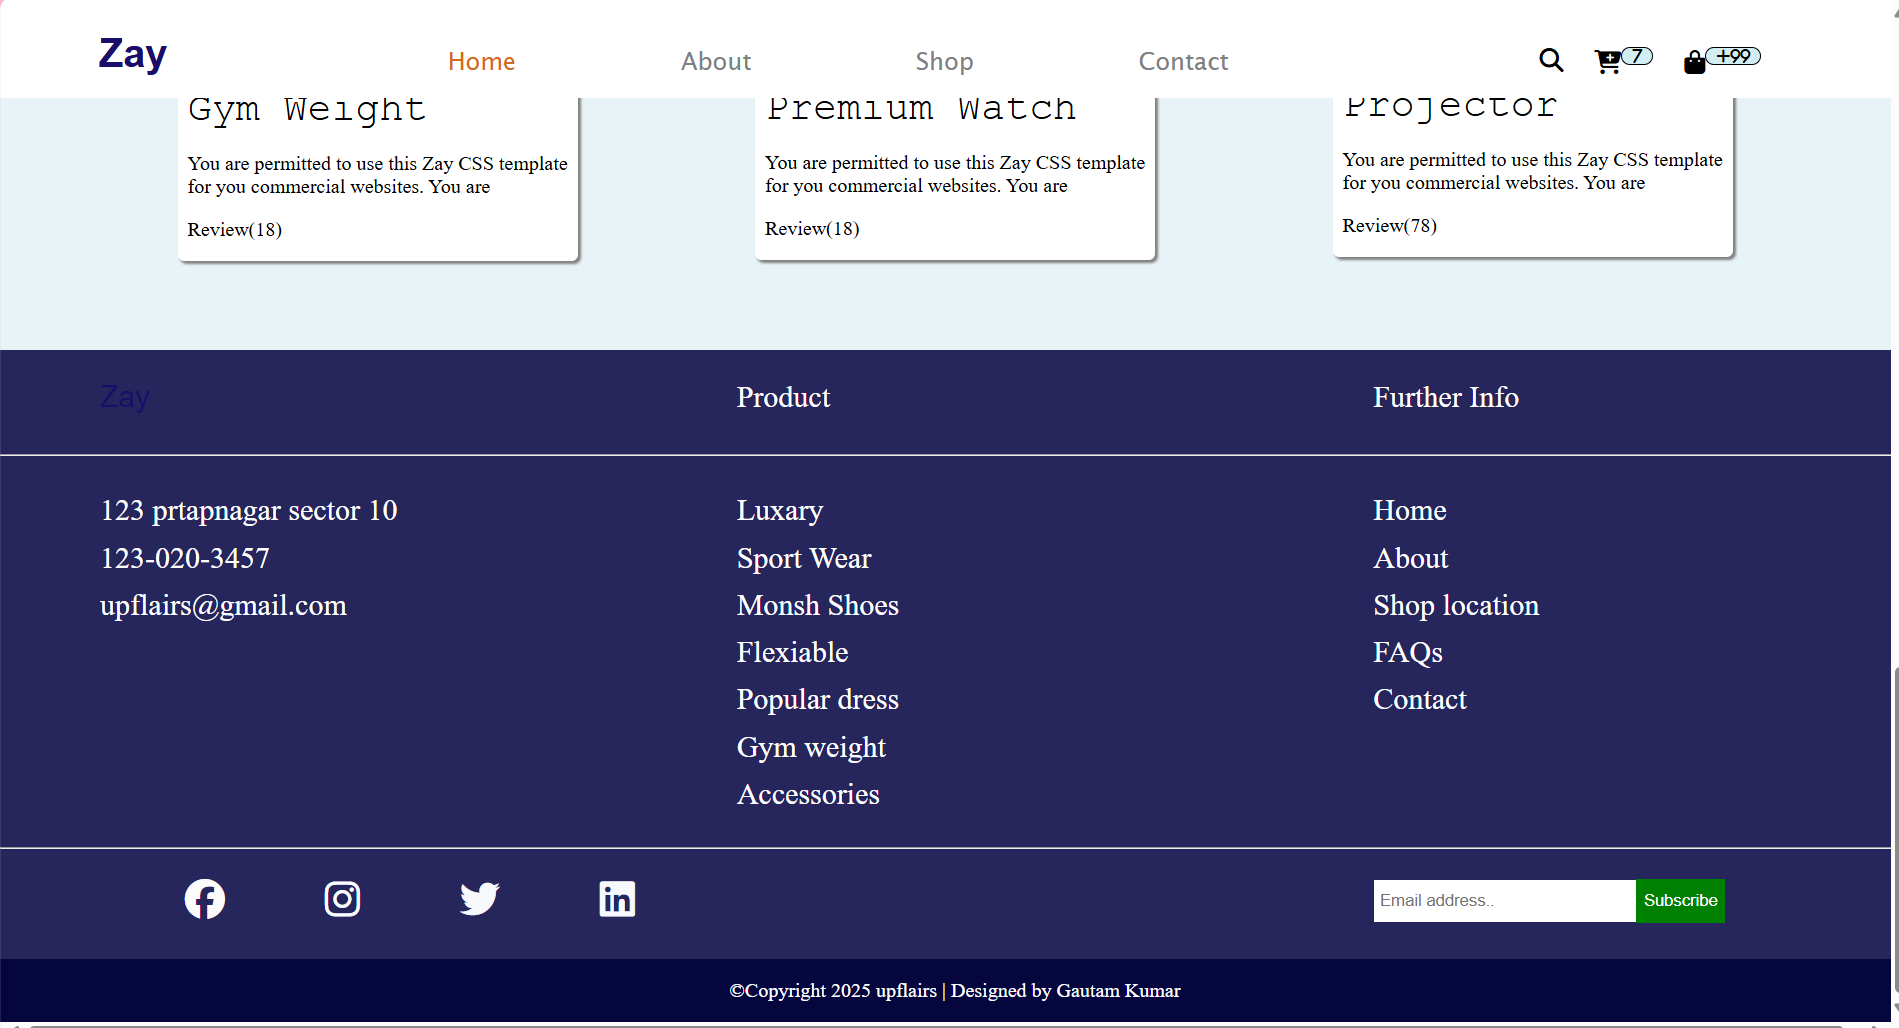 Zay
Home
About
Shop
Contact
7
+99
Gym Weight
You are permitted to use this Zay CSS template
for you commercial websites. You are
Review(18)
Premium Watch
You are permitted to use this Zay CSS template
for you commercial websites. You are
Review(18)
Projector
You are permitted to use this Zay CSS template
for you commercial websites. You are
Review(78)
Zay
Product
Further Info
123 prtapnagar sector 10
123-020-3457
upflairs@gmail.com
Luxary
Sport Wear
Monsh Shoes
Flexiable
Popular dress
Gym weight
Accessories
Home
About
Shop location
FAQs
Contact
Email address..
Subscribe
©Copyright 2025 upflairs | Designed by Gautam Kumar